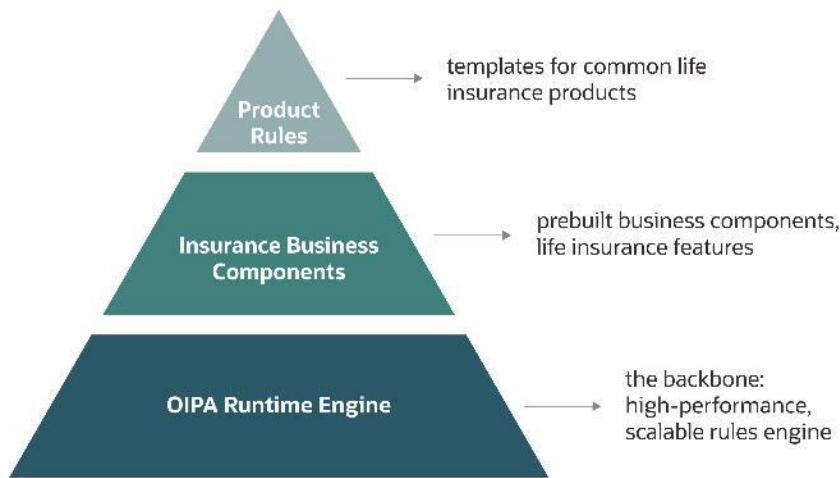 Product
Rules
templates for common life
insurance products
Insurance Business
Components
prebuilt business components,
life insurance features
OIPA Runtime Engine
the backbone:
high-performance,
scalable rules engine